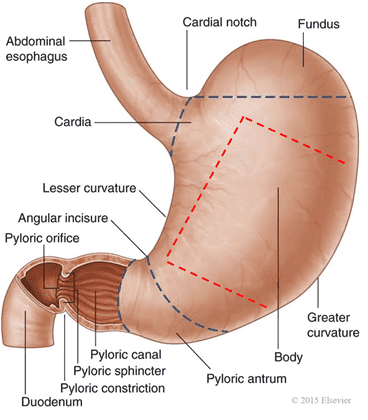 Cardial notch
Fundus
Abdominal
esophagus
Cardia
Lesser curvature
Angular incisure
Pyloric orifice
Greater
curvature
Body
Pyloric canal
Pyloric antrum
Pyloric sphincter
Pyloric constriction
Duodenum
© 2015 Elsevier